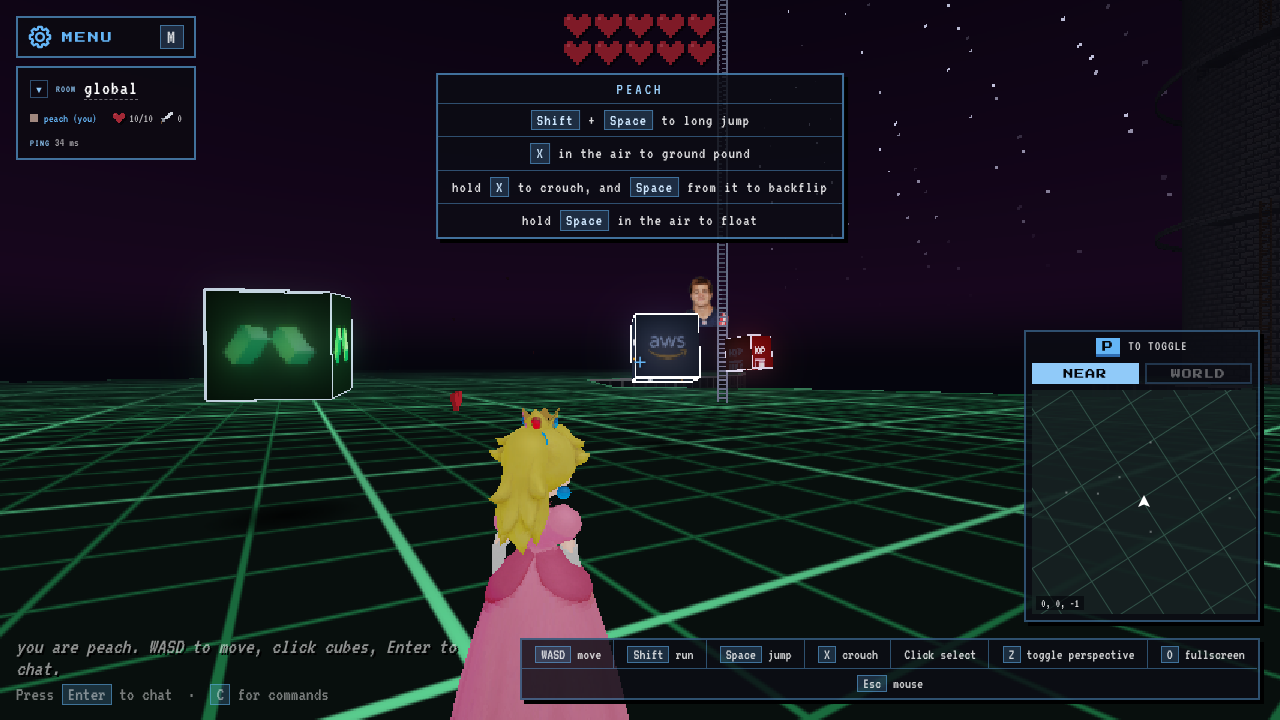 MENU M
▼ ROOM global
peach (you) 10/10 0
PING 34 ms
PEACH
Shift + Space to long jump
X in the air to ground pound
hold X to crouch, and Space from it to backflip
hold Space in the air to float
aws
P TO TOGGLE
NEAR WORLD
0, 0, -1
you are peach. WASD to move, click cubes, Enter to
chat.
Press Enter to chat · C for commands
WASD move Shift run Space jump X crouch Click select Z toggle perspective O fullscreen
Esc mouse